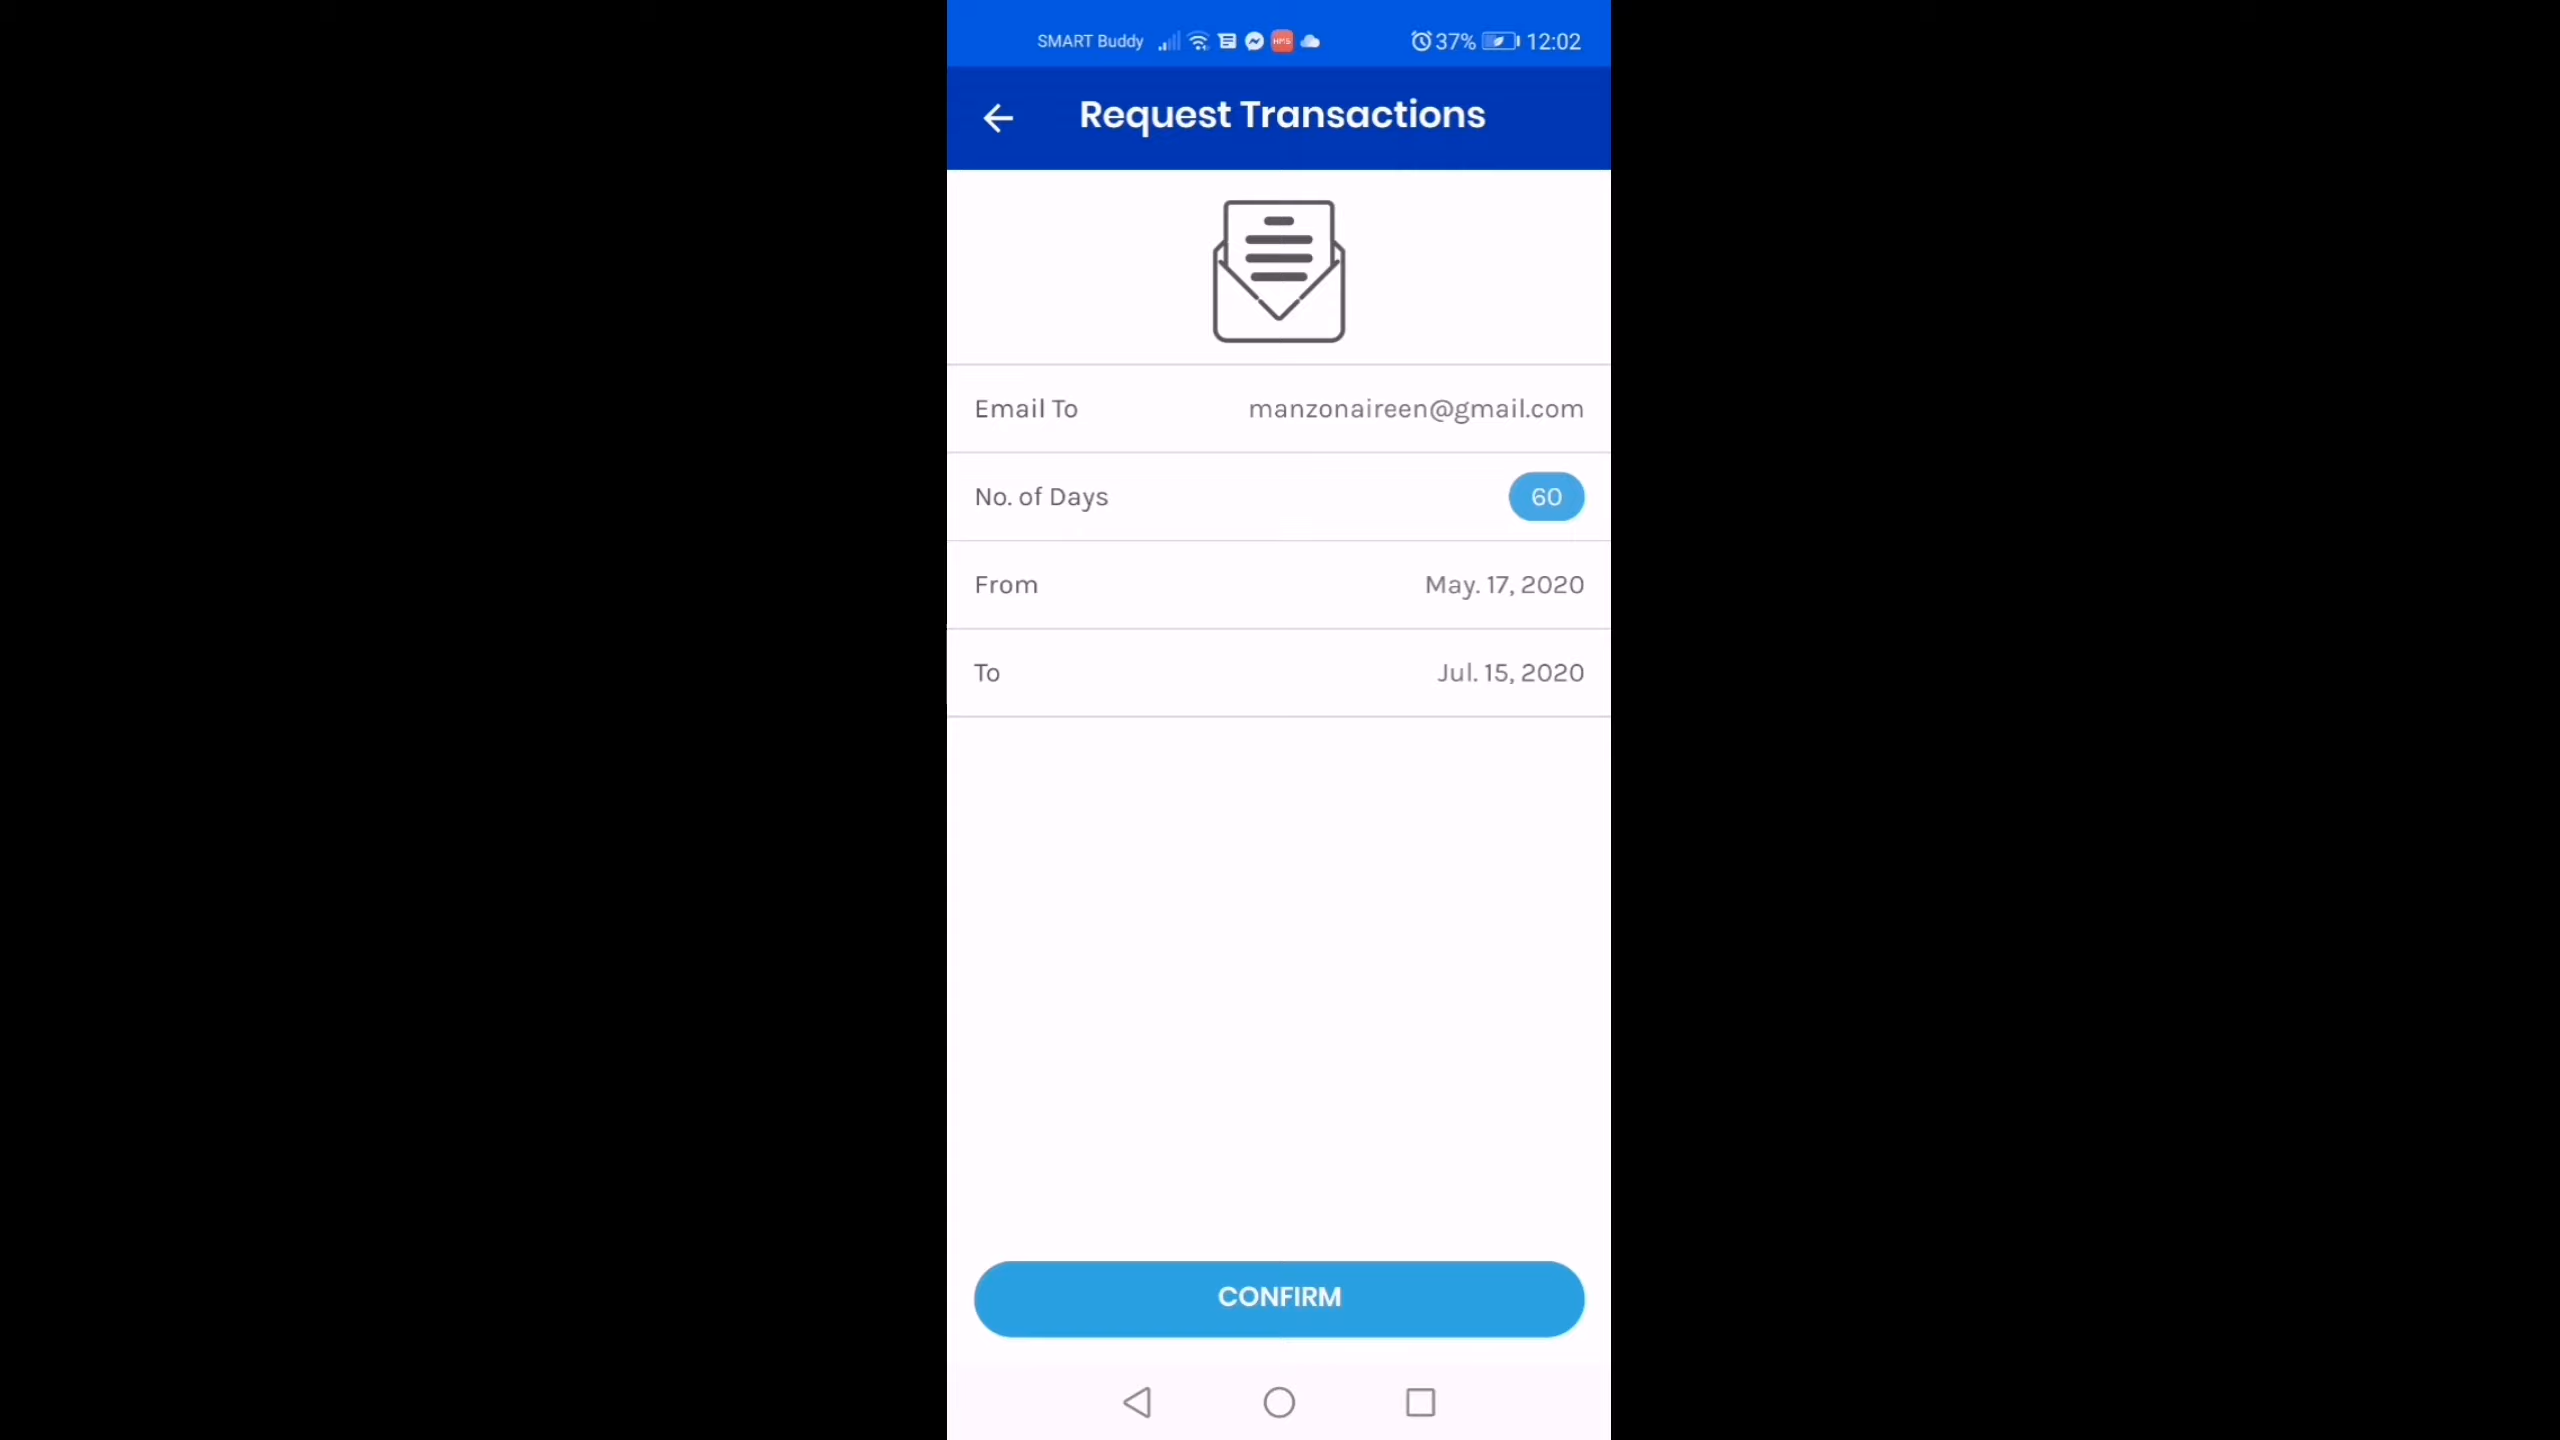 SMART Buddy 37% 12:02
Request Transactions
Email To manzonaireen@gmail.com
No. of Days 60
From May. 17, 2020
To Jul. 15, 2020
CONFIRM